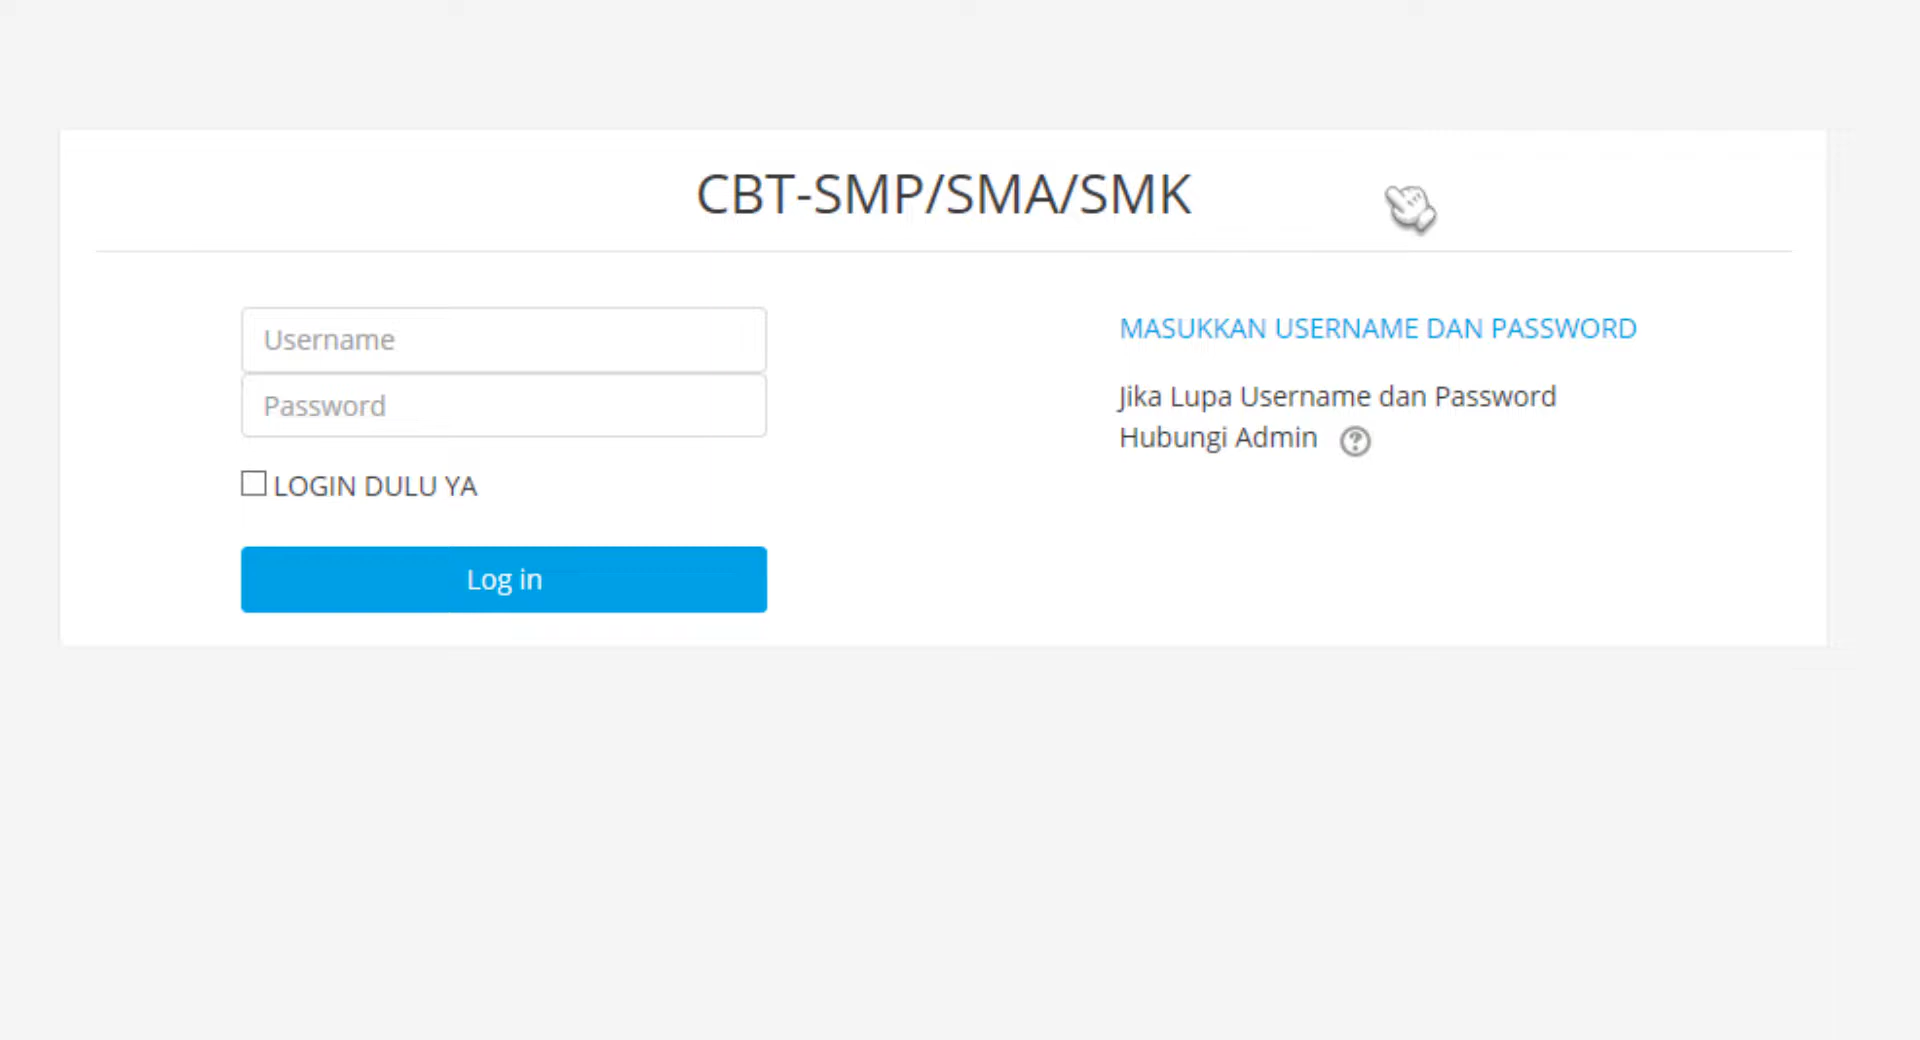 CBT-SMP/SMA/SMK
Username
Password
LOGIN DULU YA
Log in
MASUKKAN USERNAME DAN PASSWORD
Jika Lupa Username dan Password
Hubungi Admin